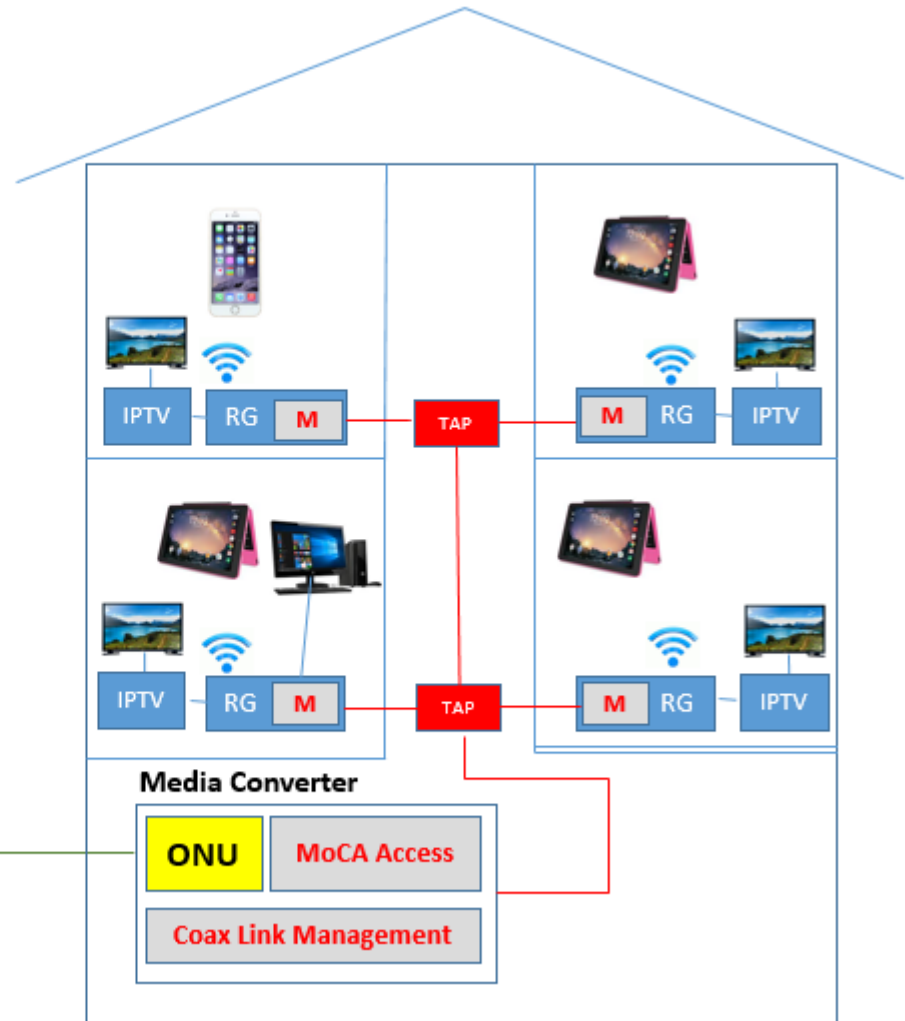 IPTV
RG
M
TAP
M
RG
IPTV
IPTV
RG
M
TAP
M
RG
IPTV
Media Converter
ONU
MoCA Access
Coax Link Management